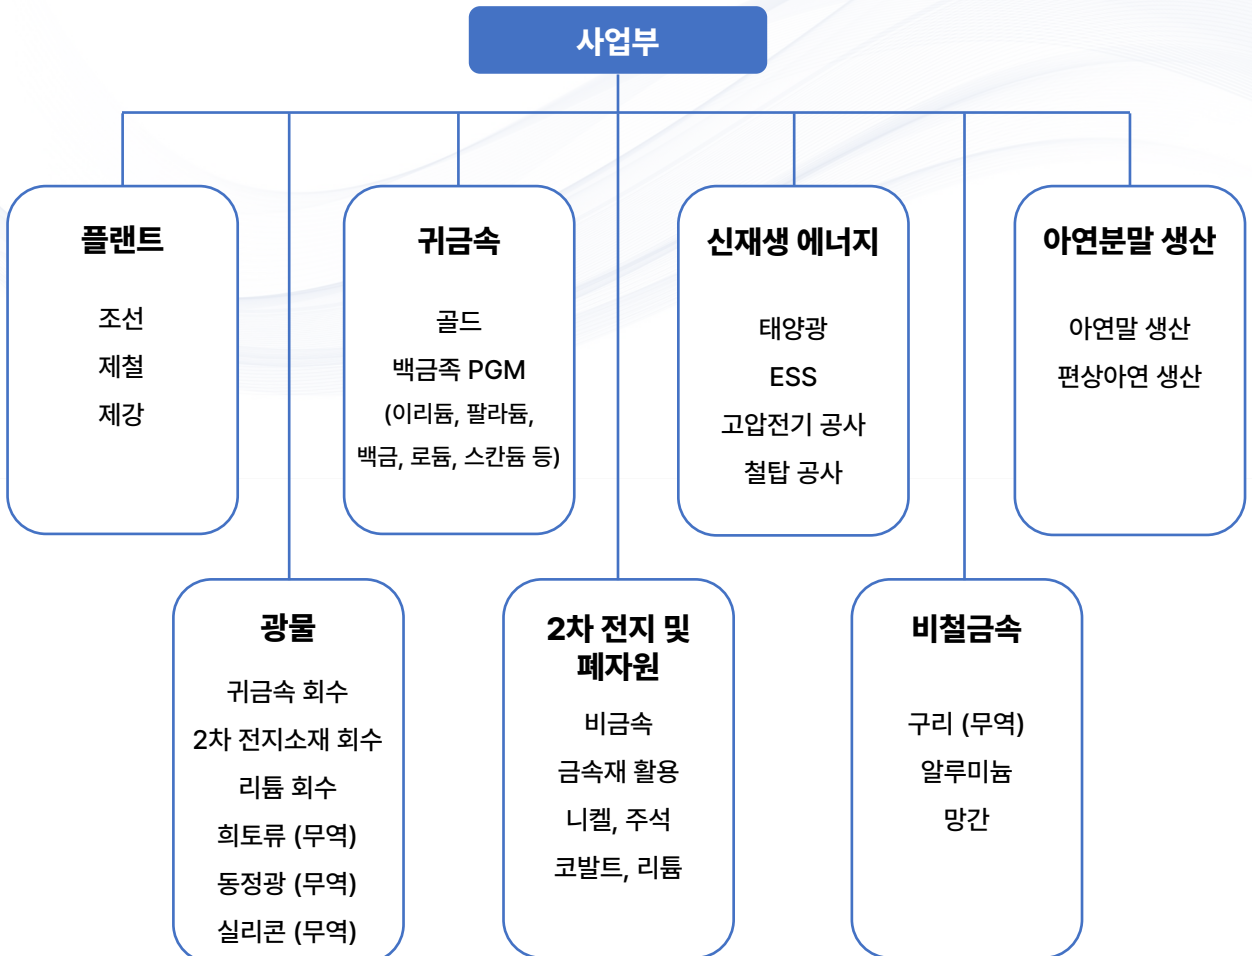 사업부
플랜트
조선
제철
제강
귀금속
골드
백금족 PGM
(이리듐, 팔라듐,
백금, 로듐, 스칸듐 등)
신재생 에너지
태양광
ESS
고압전기 공사
철탑 공사
아연분말 생산
아연말 생산
편상아연 생산
광물
귀금속 회수
2차 전지소재 회수
리튬 회수
희토류 (무역)
동정광 (무역)
실리콘 (무역)
2차 전지 및
폐자원
비금속
금속재 활용
니켈, 주석
코발트, 리튬
비철금속
구리 (무역)
알루미늄
망간